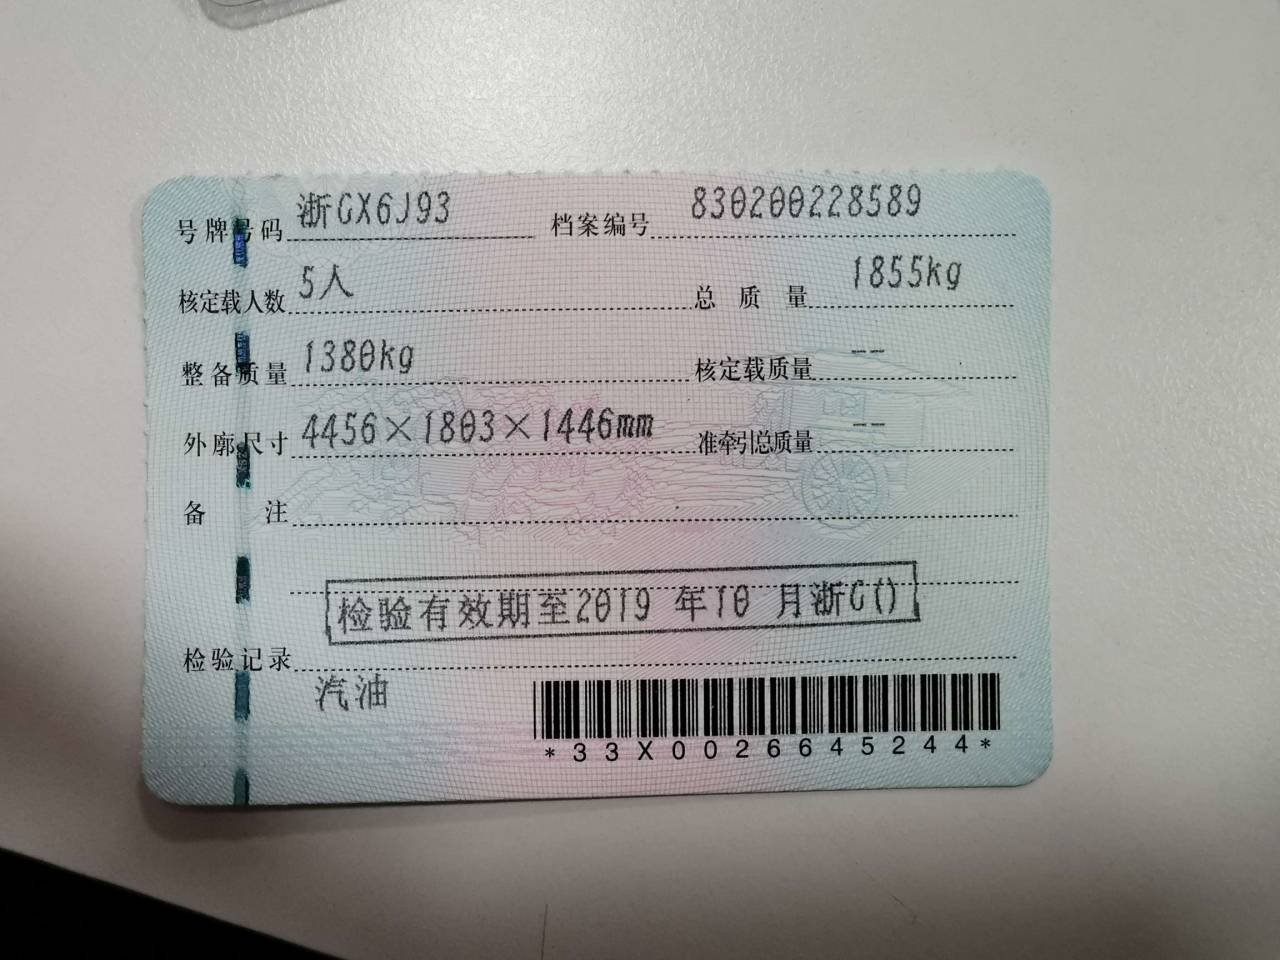 号牌号码 浙GX6J93 档案编号 830200228589
核定载人数 5人 总质量 1855kg
整备质量 1380kg 核定载质量 --
外廓尺寸 4456×1803×1446mm 准牵引总质量 --
备注
检验有效期至2019 年10 月浙G()
检验记录
汽油
*33X0026645244*